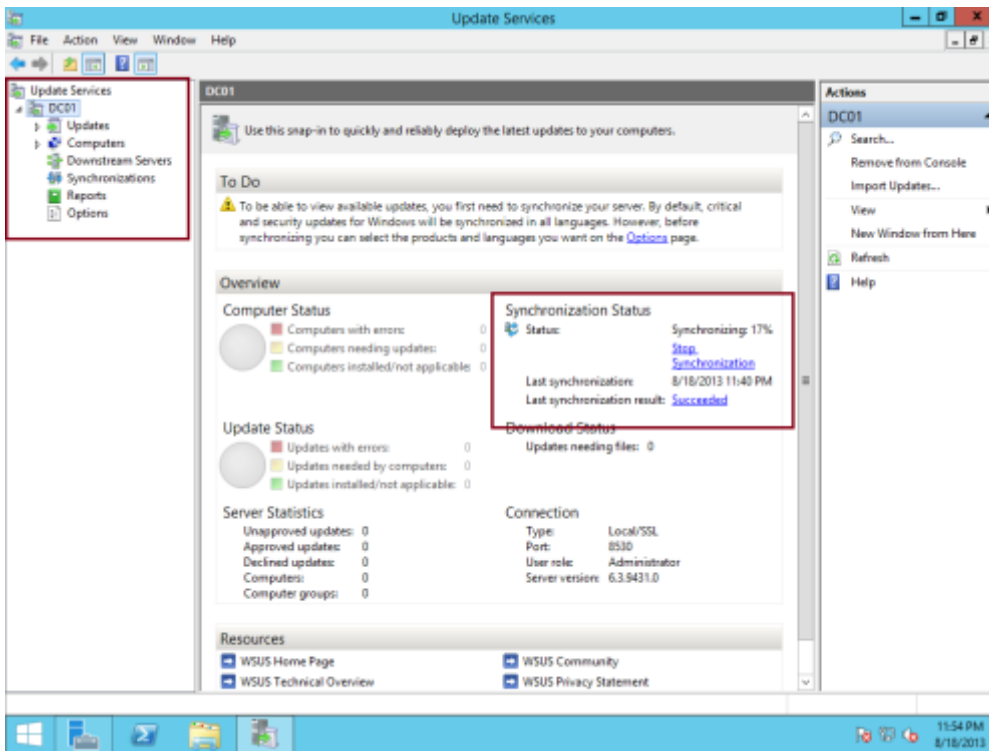 Update Services
File Action View Window Help
Update Services
DC01
Updates
Computers
Downstream Servers
Synchronizations
Reports
Options
DC01
Use this snap-in to quickly and reliably deploy the latest updates to your computers.
To Do
To be able to view available updates, you first need to synchronize your server. By default, critical
and security updates for Windows will be synchronized in all languages. However, before
synchronizing you can select the products and languages you want on the Options page.
Overview
Computer Status
Computers with errors: 0
Computers needing updates: 0
Computers installed/not applicable: 0
Synchronization Status
Status: Synchronizing: 17%
Stop
Synchronization
Last synchronization: 8/18/2013 11:40 PM
Last synchronization result: Succeeded
Update Status
Updates with errors: 0
Updates needed by computers: 0
Updates installed/not applicable: 0
Download Status
Updates needing files: 0
Server Statistics
Unapproved updates: 0
Approved updates: 0
Declined updates: 0
Computers: 0
Computer groups: 0
Connection
Type: Local/SSL
Port: 8530
User role: Administrator
Server version: 6.3.9431.0
Resources
WSUS Home Page
WSUS Community
WSUS Technical Overview
WSUS Privacy Statement
Actions
DC01
Search...
Remove from Console
Import Updates...
View
New Window from Here
Refresh
Help
11:54 PM
8/18/2013